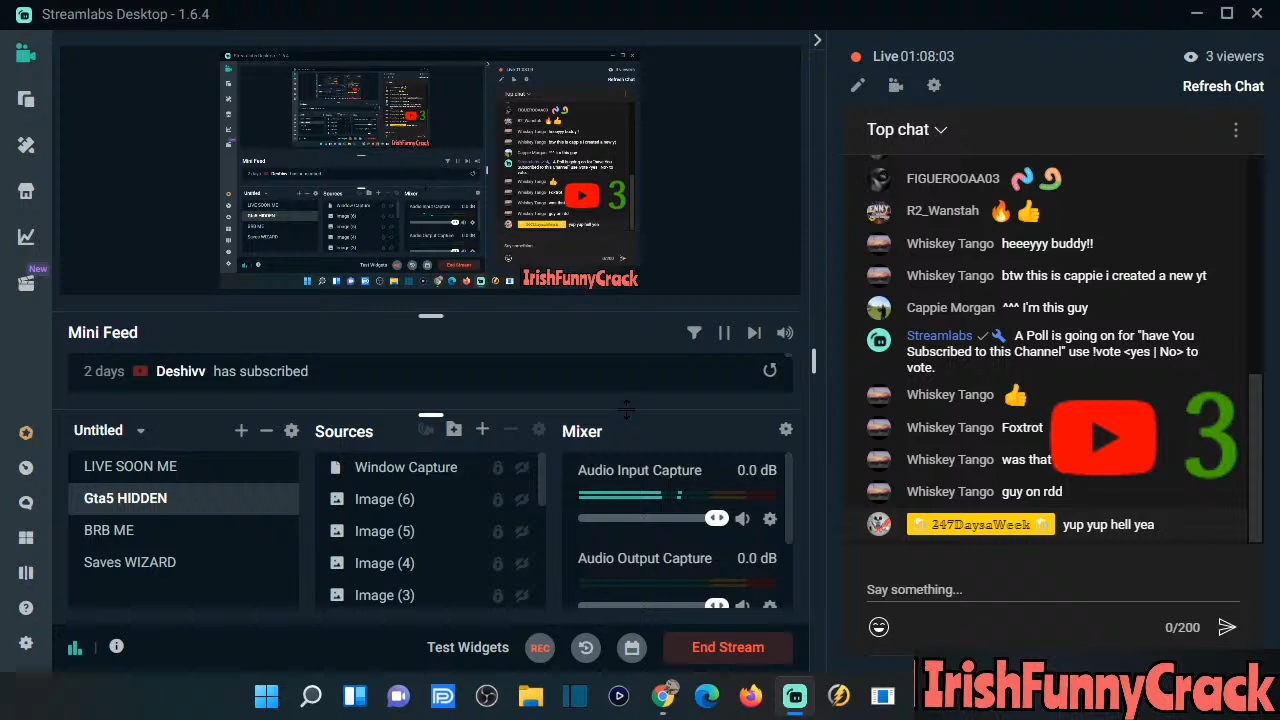 Streamlabs Desktop - 1.6.4
Live 01:08:03
3 viewers
Refresh Chat
Top chat
FIGUEROOAA03
R2_Wanstah
Whiskey Tango heeeyyy buddy!!
Whiskey Tango btw this is cappie i created a new yt
Cappie Morgan ^^^ I'm this guy
Streamlabs A Poll is going on for "have You
Subscribed to this Channel" use !vote <yes | No> to
vote.
Whiskey Tango
Whiskey Tango Foxtrot
Whiskey Tango was that
Whiskey Tango guy on rdd
247DaysaWeek yup yup hell yea
3
Say something...
0/200
New
IrishFunnyCrack
Mini Feed
2 days Deshivv has subscribed
Untitled
LIVE SOON ME
Gta5 HIDDEN
BRB ME
Saves WIZARD
Sources
Window Capture
Image (6)
Image (5)
Image (4)
Image (3)
Mixer
Audio Input Capture 0.0 dB
Audio Output Capture 0.0 dB
Test Widgets
REC
End Stream
IrishFunnyCrack